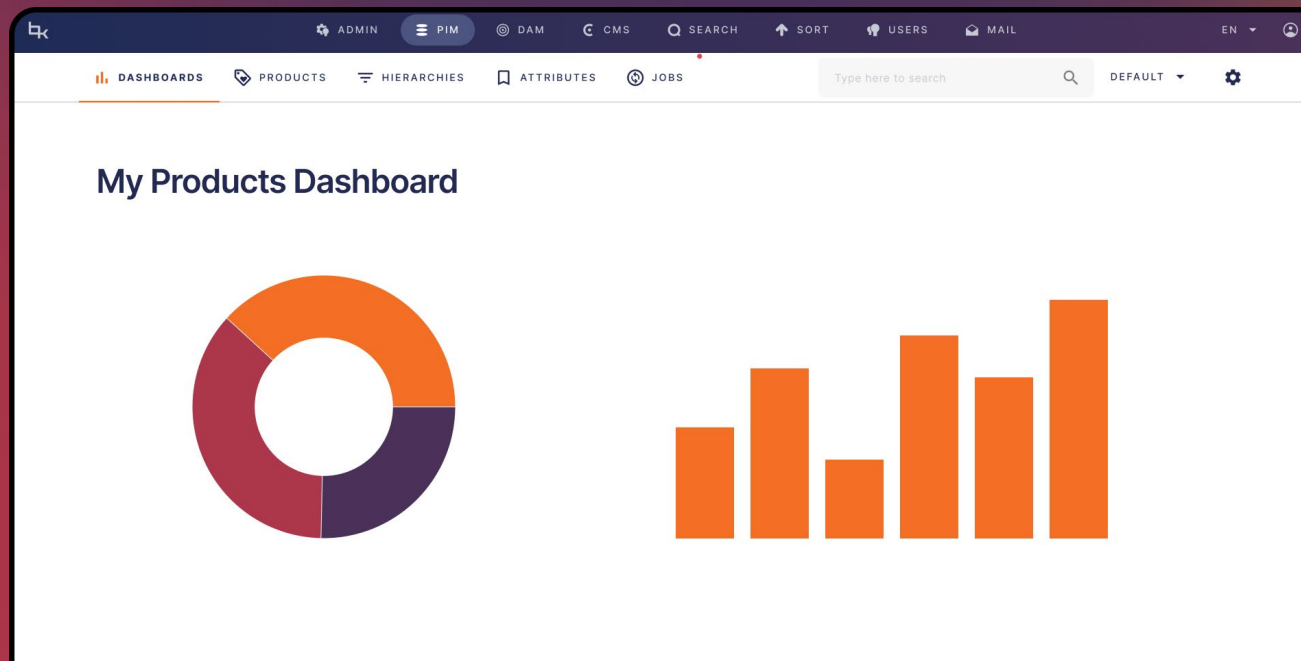 ADMIN PIM DAM CMS SEARCH SORT USERS MAIL EN
DASHBOARDS PRODUCTS HIERARCHIES ATTRIBUTES JOBS Type here to search DEFAULT
My Products Dashboard